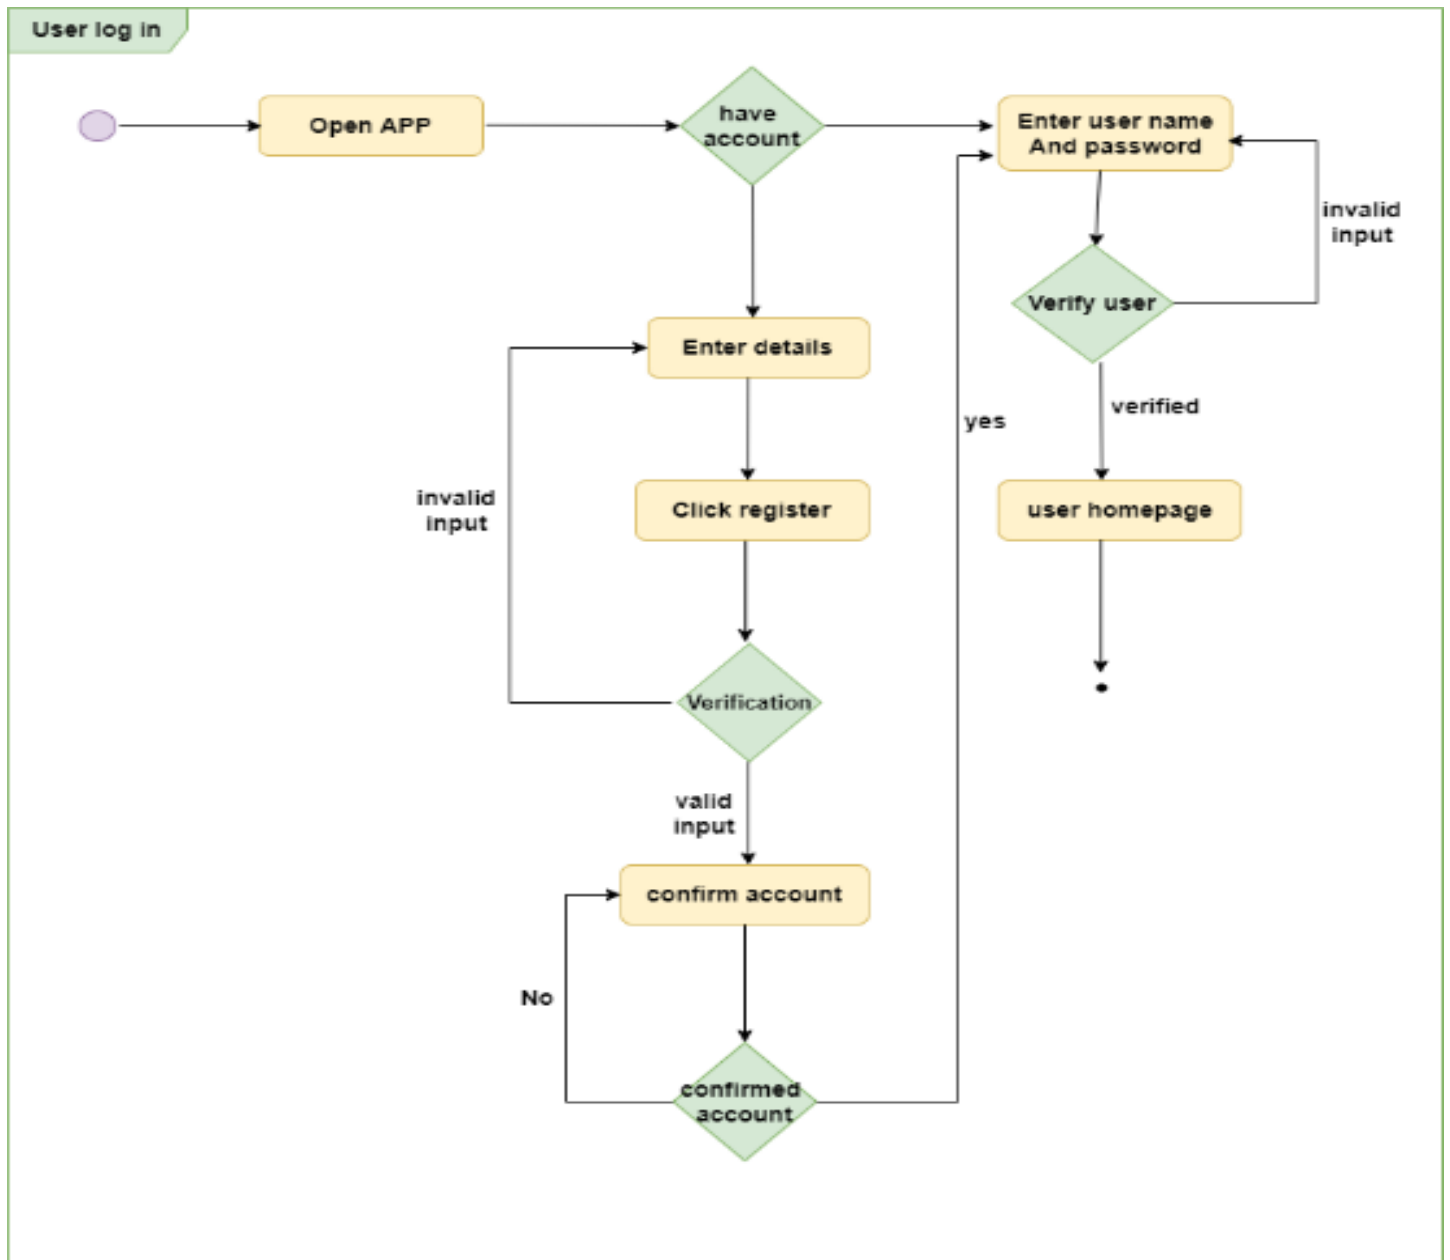 User log in
Open APP
have
account
Enter user name
And password
invalid
input
Verify user
Enter details
verified
yes
invalid
input
Click register
user homepage
Verification
valid
input
confirm account
No
confirmed
account